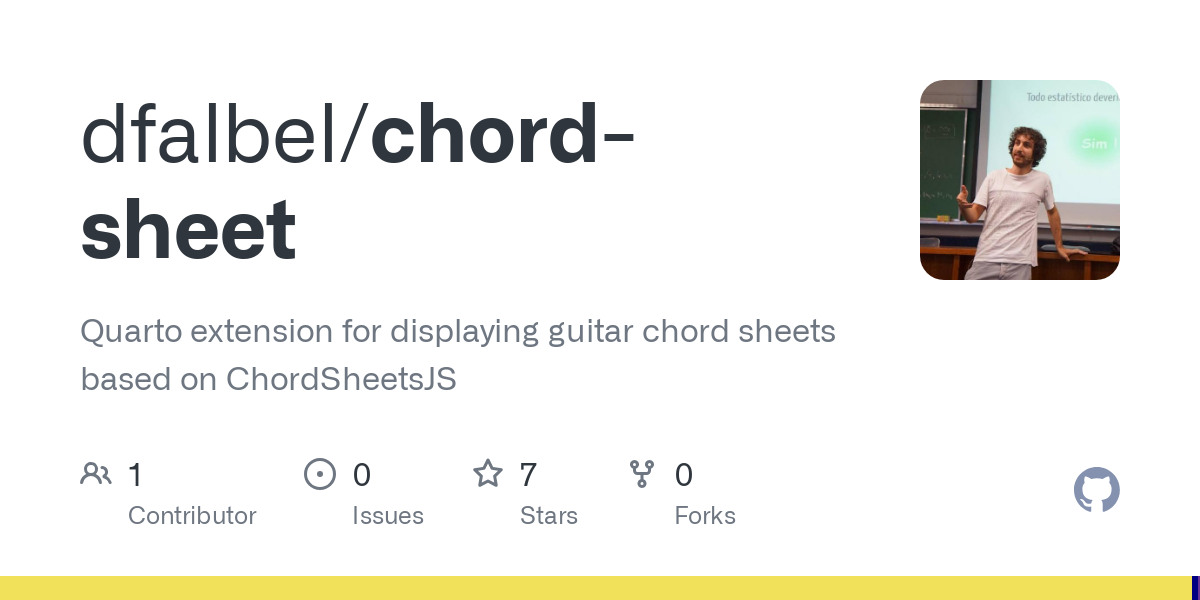 dfalbel/chord-
sheet
Todo estatístico
Sim
Quarto extension for displaying guitar chord sheets
based on ChordSheetsJS
1
0
7
0
Contributor
Issues
Stars
Forks